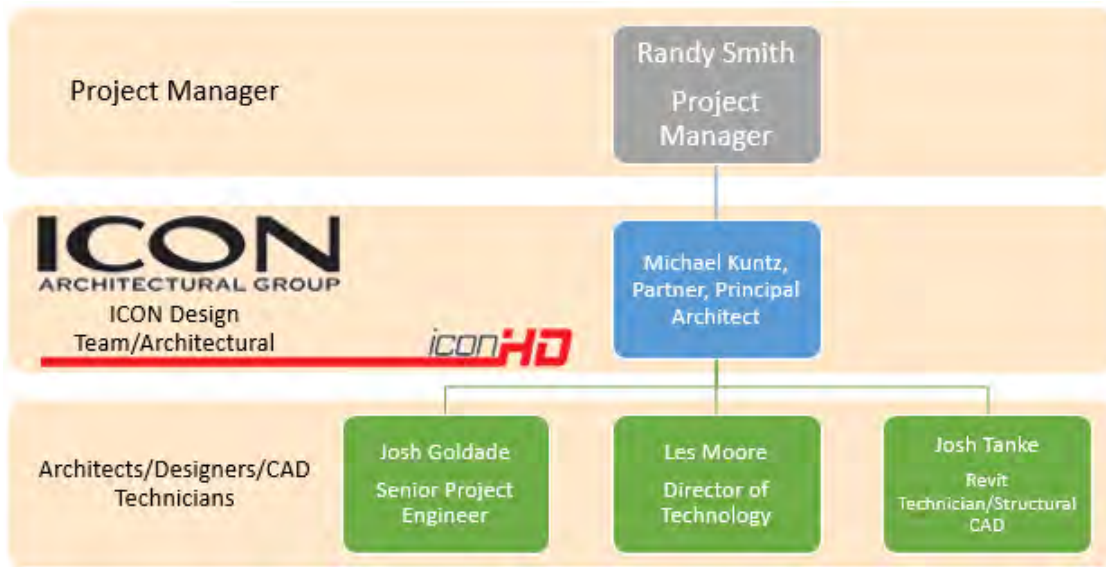 Project Manager
Randy Smith
Project
Manager
ICON
ARCHITECTURAL GROUP
ICON Design
Team/Architectural
iconHD
Michael Kuntz,
Partner, Principal
Architect
Architects/Designers/CAD
Technicians
Josh Goldade
Senior Project
Engineer
Les Moore
Director of
Technology
Josh Tanke
Revit
Technician/Structural
CAD